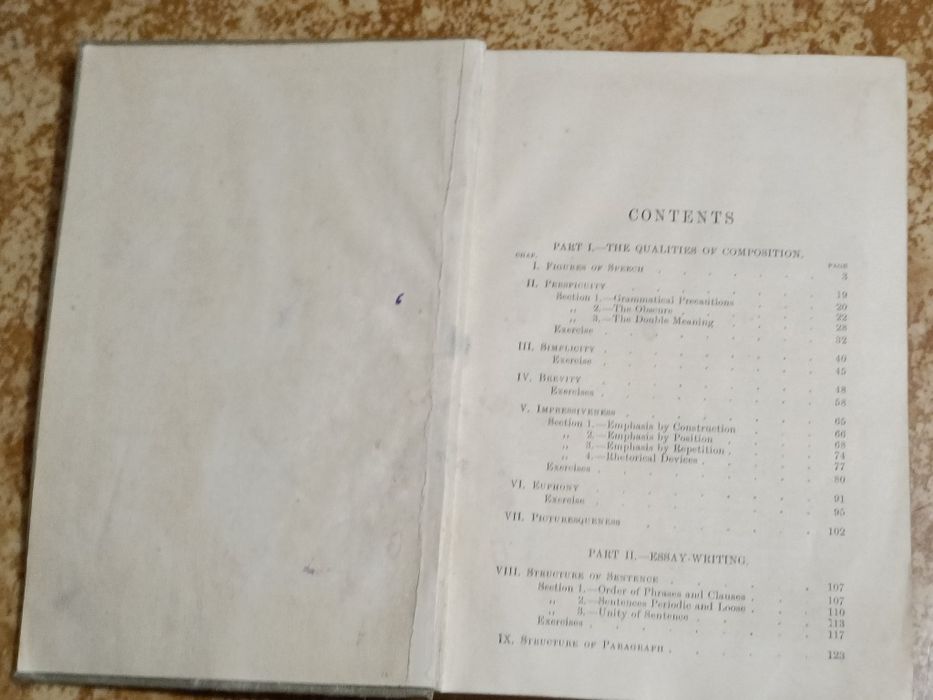 6
CONTENTS
PART I.—THE QUALITIES OF COMPOSITION.
CHAP. PAGE
I. FIGURES OF SPEECH . . . . . . 3
II. PERSPICUITY . . . . . . 19
Section 1.—Grammatical Precautions . . . 20
„ 2.—The Obscure . . . . 22
„ 3.—The Double Meaning . . . 28
Exercise . . . . . . 32
III. SIMPLICITY . . . . . . 40
Exercise . . . . . . 45
IV. BREVITY . . . . . . 48
Exercises . . . . . . 58
V. IMPRESSIVENESS . . . . . . 65
Section 1.—Emphasis by Construction . . . 66
„ 2.—Emphasis by Position . . . 68
„ 3.—Emphasis by Repetition . . . 74
„ 4.—Rhetorical Devices . . . 77
Exercises . . . . . . 80
VI. EUPHONY . . . . . . 91
Exercise . . . . . . 95
VII. PICTURESQUENESS . . . . . 102
PART II.—ESSAY-WRITING.
VIII. STRUCTURE OF SENTENCE . . . . 107
Section 1.—Order of Phrases and Clauses . . 107
„ 2.—Sentences Periodic and Loose . . 110
„ 3.—Unity of Sentence . . . . 113
Exercises . . . . . . 117
IX. STRUCTURE OF PARAGRAPH . . . . 123